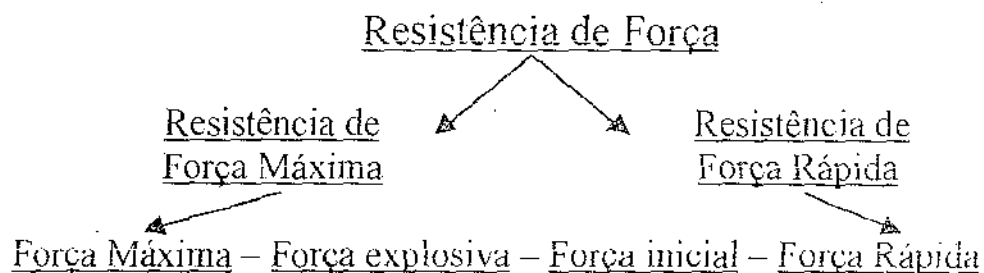 Resistência de Força
Resistência de
Força Máxima
Resistência de
Força Rápida
Força Máxima – Força explosiva – Força inicial – Força Rápida